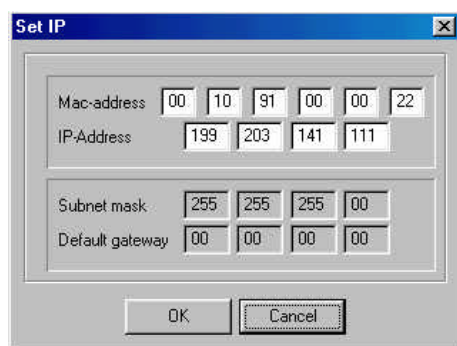 Set IP
Mac-address 00 10 91 00 00 22
IP-Address 199 203 141 111
Subnet mask 255 255 255 00
Default gateway 00 00 00 00
OK Cancel